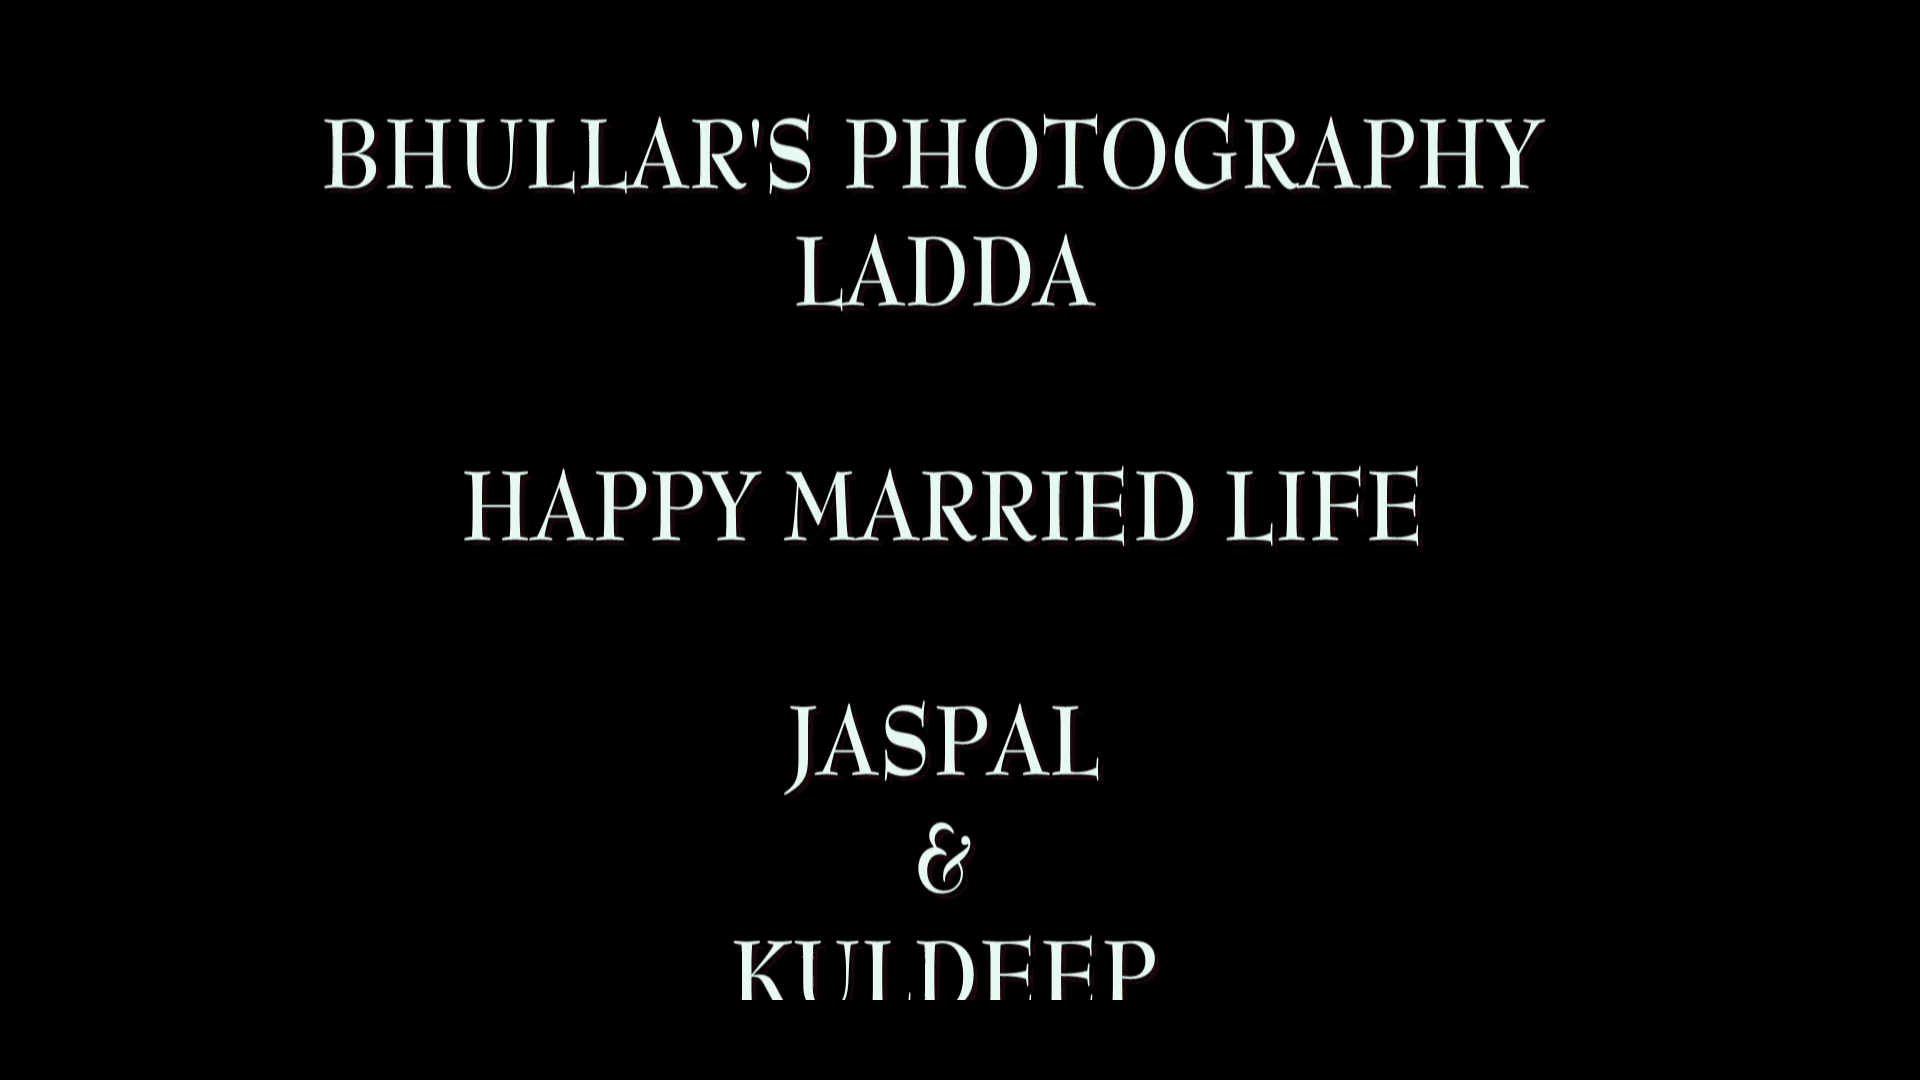 BHULLAR'S PHOTOGRAPHY
LADDA
HAPPY MARRIED LIFE
JASPAL
&
KULDEEP